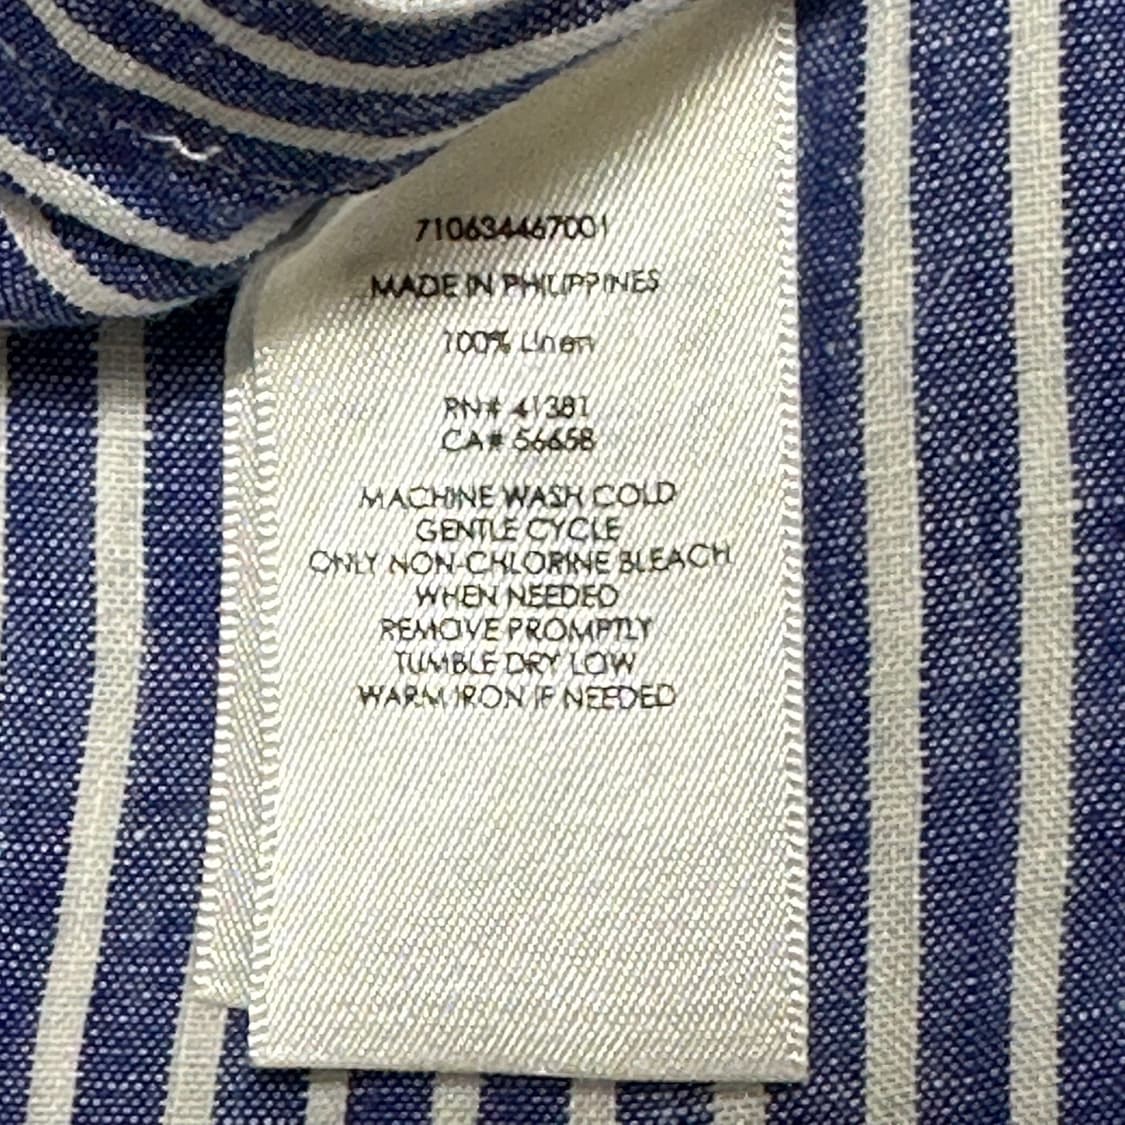 710634467001
MADE IN PHILIPPINES
100% Linen
RN# 41381
CA# 56658
MACHINE WASH COLD
GENTLE CYCLE
ONLY NON-CHLORINE BLEACH
WHEN NEEDED
REMOVE PROMPTLY
TUMBLE DRY LOW
WARM IRON IF NEEDED